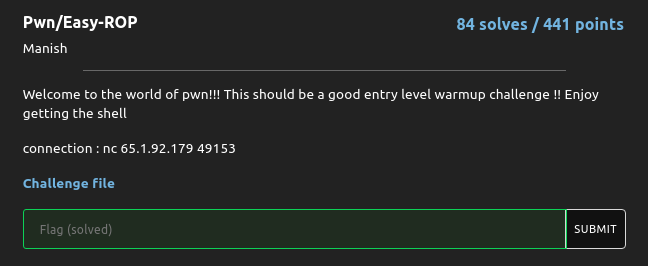 Pwn/Easy-ROP
84 solves / 441 points
Manish
Welcome to the world of pwn!!! This should be a good entry level warmup challenge !! Enjoy
getting the shell
connection : nc 65.1.92.179 49153
Challenge file
Flag (solved)
SUBMIT